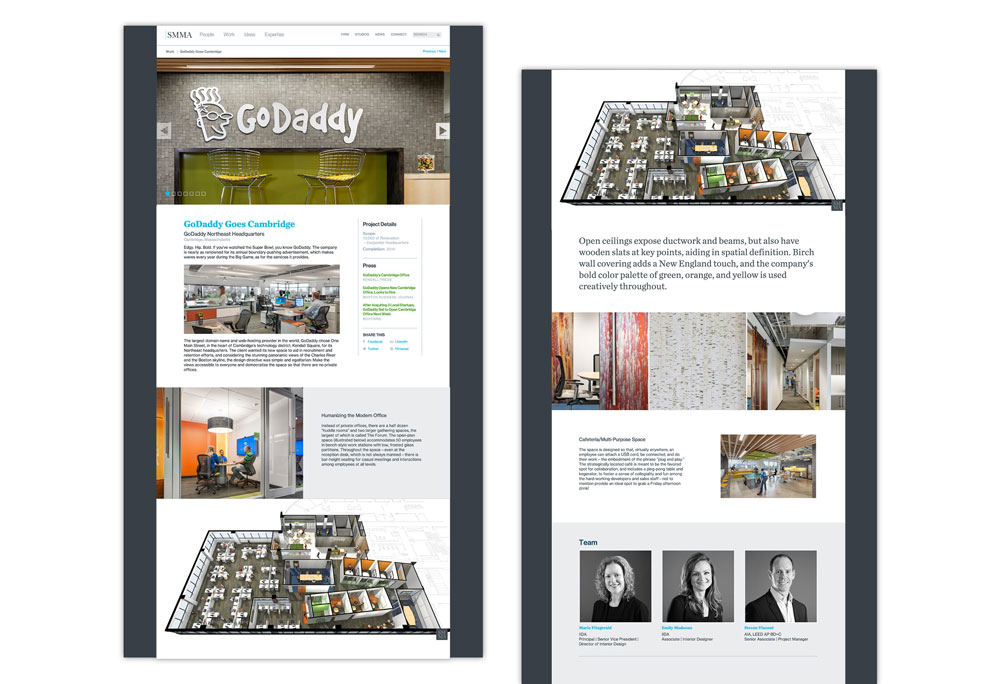 SMMA People Work Ideas Expertise FIRM STUDIOS NEWS CONNECT SEARCH
Work GoDaddy Goes Cambridge Previous / Next
GoDaddy
GoDaddy Goes Cambridge
GoDaddy Northeast Headquarters
Cambridge, Massachusetts
Edgy. Hip. Bold. If you've watched the Super Bowl, you know GoDaddy. The company
is nearly as renowned for its annual boundary-pushing advertisement, which makes
waves every year during the Big Game, as for the services it provides.
The largest domain-name and web-hosting provider in the world, GoDaddy chose One
Main Street, in the heart of Cambridge's technology district, Kendall Square, for its
Northeast headquarters. The client wanted its new space to aid in recruitment and
retention efforts, and considering the stunning panoramic views of the Charles River
and the Boston skyline, the design directive was simple and egalitarian: Make the
views accessible to everyone and democratize the space so that there are no private
offices.
Project Details
Scope
Corporate Headquarters
Completion
Press
GoDaddy's Cambridge Office
KENDALL PRESS
GoDaddy Opens New Cambridge
Office, Looks to Hire
BOSTON BUSINESS JOURNAL
After Acquiring 3 Local Startups,
GoDaddy Set to Open Cambridge
Office Next Week
BOSTINNO
SHARE THIS
Facebook LinkedIn
Twitter Pinterest
Humanizing the Modern Office
Instead of private offices, there are a half dozen
"huddle rooms" and two larger gathering spaces, the
largest of which is called The Forum. The open-plan
space (illustrated below) accommodates 50 employees
in bench-style work stations with low, frosted glass
partitions. Throughout the space – even at the
reception desk, which is not always manned – there is
bar-height seating for casual meetings and interactions
among employees at all levels.
Open ceilings expose ductwork and beams, but also have
wooden slats at key points, aiding in spatial definition. Birch
wall covering adds a New England touch, and the company's
bold color palette of green, orange, and yellow is used
creatively throughout.
Cafeteria/Multi-Purpose Space
The space is designed so that, virtually anywhere, an
employee can attach a USB cord, be connected, and do
their work – the embodiment of the phrase "plug and play."
The strategically located café is meant to be the favored
spot for collaboration, and includes a ping-pong table and
kegerator, to foster a sense of collegiality and fun among
the hard-working developers and sales staff – not to
mention provide an ideal spot to grab a Friday afternoon
drink!
Team
Marie Fitzgerald
IIDA
Principal | Senior Vice President |
Director of Interior Design
Emily
IIDA
Associate | Interior Designer
Steven
AIA, LEED AP BD+C
Senior Associate | Project Manager